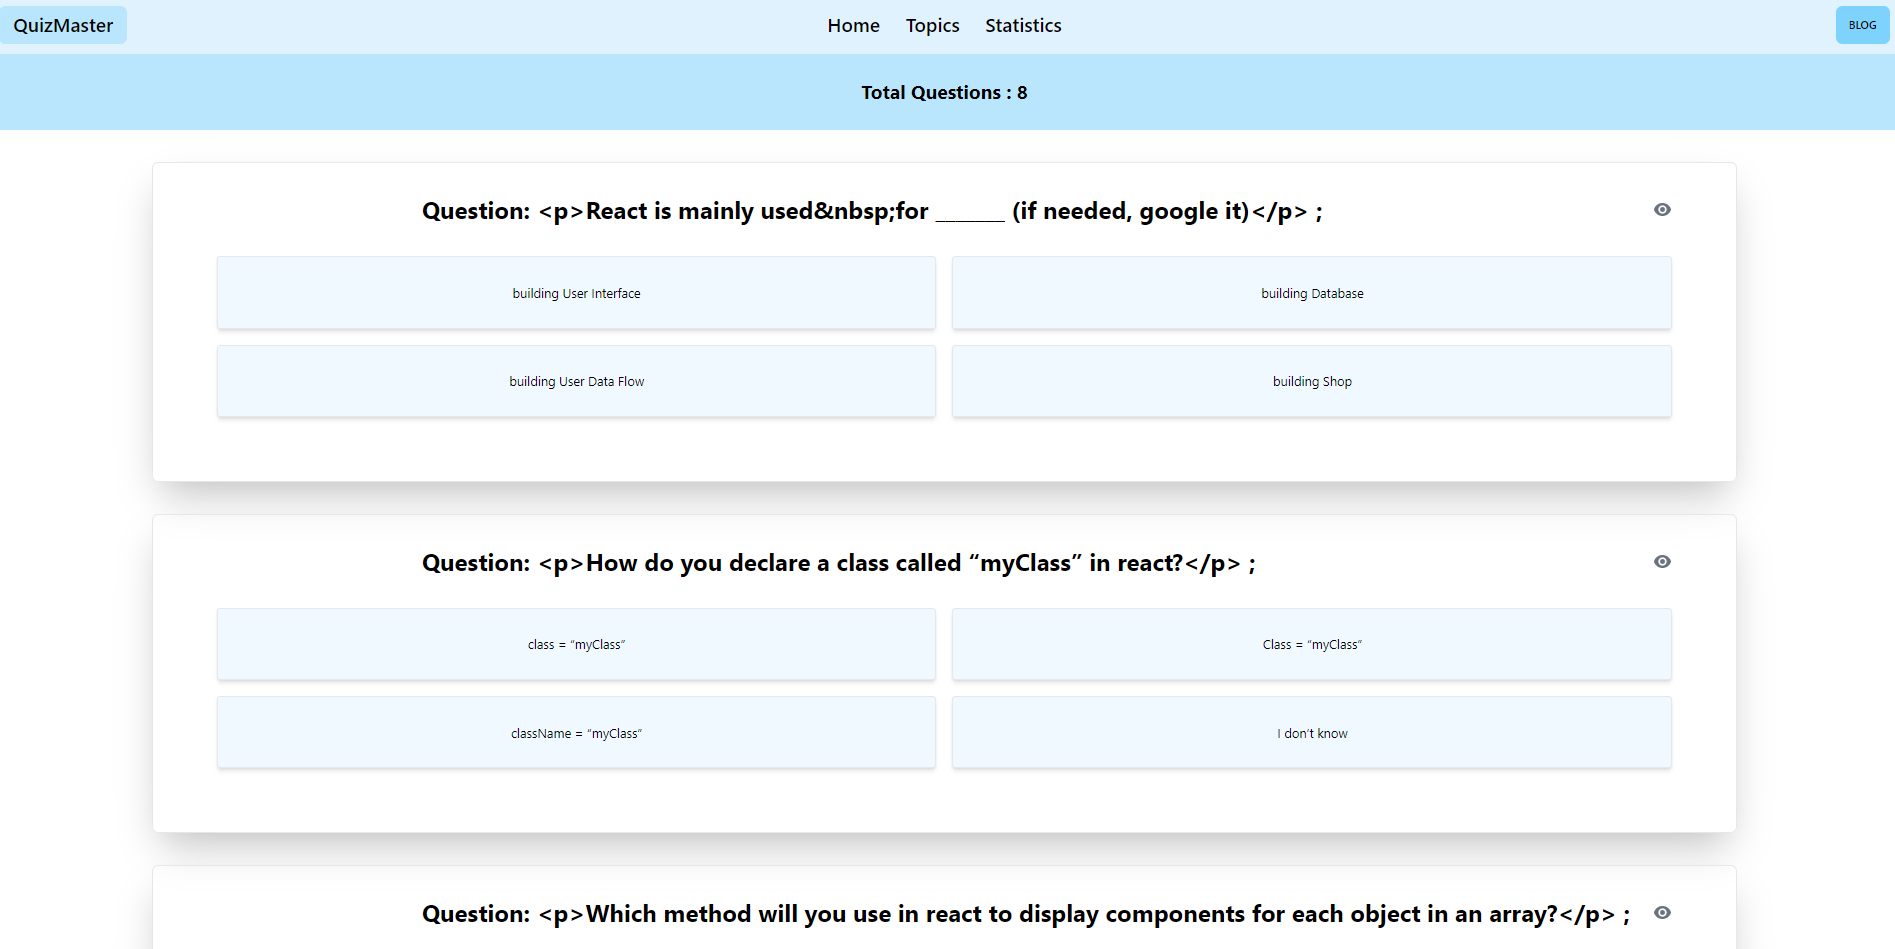 QuizMaster
Home Topics Statistics
BLOG
Total Questions : 8
Question: <p>React is mainly used&nbsp;for _______ (if needed, google it)</p> ;
building User Interface
building Database
building User Data Flow
building Shop
Question: <p>How do you declare a class called “myClass” in react?</p> ;
class = “myClass”
Class = “myClass”
className = “myClass”
I don’t know
Question: <p>Which method will you use in react to display components for each object in an array?</p> ;